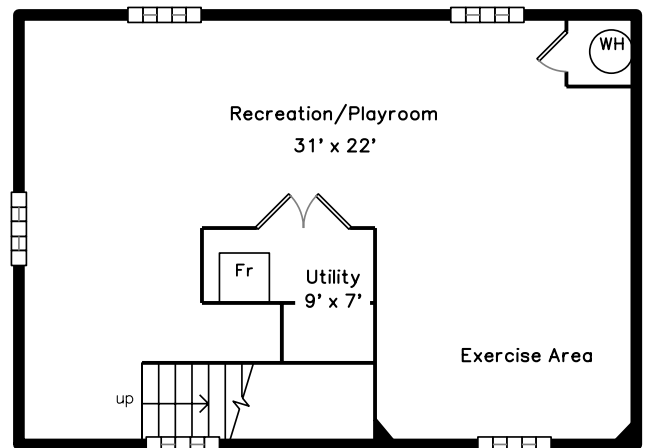 WH
Recreation/Playroom
31' x 22'
Fr
Utility
9' x 7'
Exercise Area
up